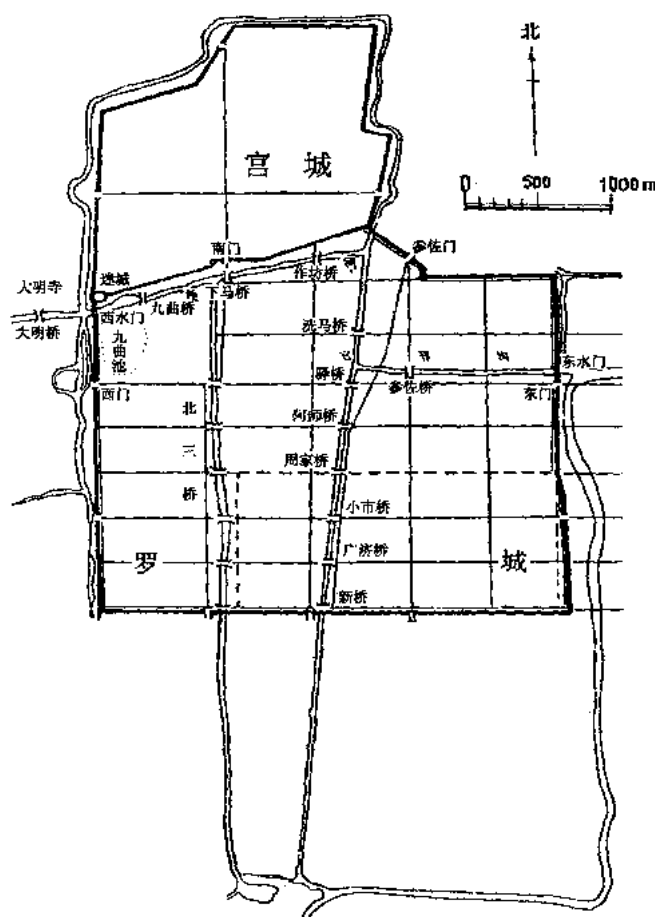 北
0 500 1000m
宫城
南门
参佐门
作坊桥
大明寺
迷城
下马桥
九曲桥
西水门
大明桥
九曲池
洗马桥
东水门
驿桥
参佐桥
西门
东门
北三桥
阿师桥
周家桥
小市桥
罗城
广济桥
新桥